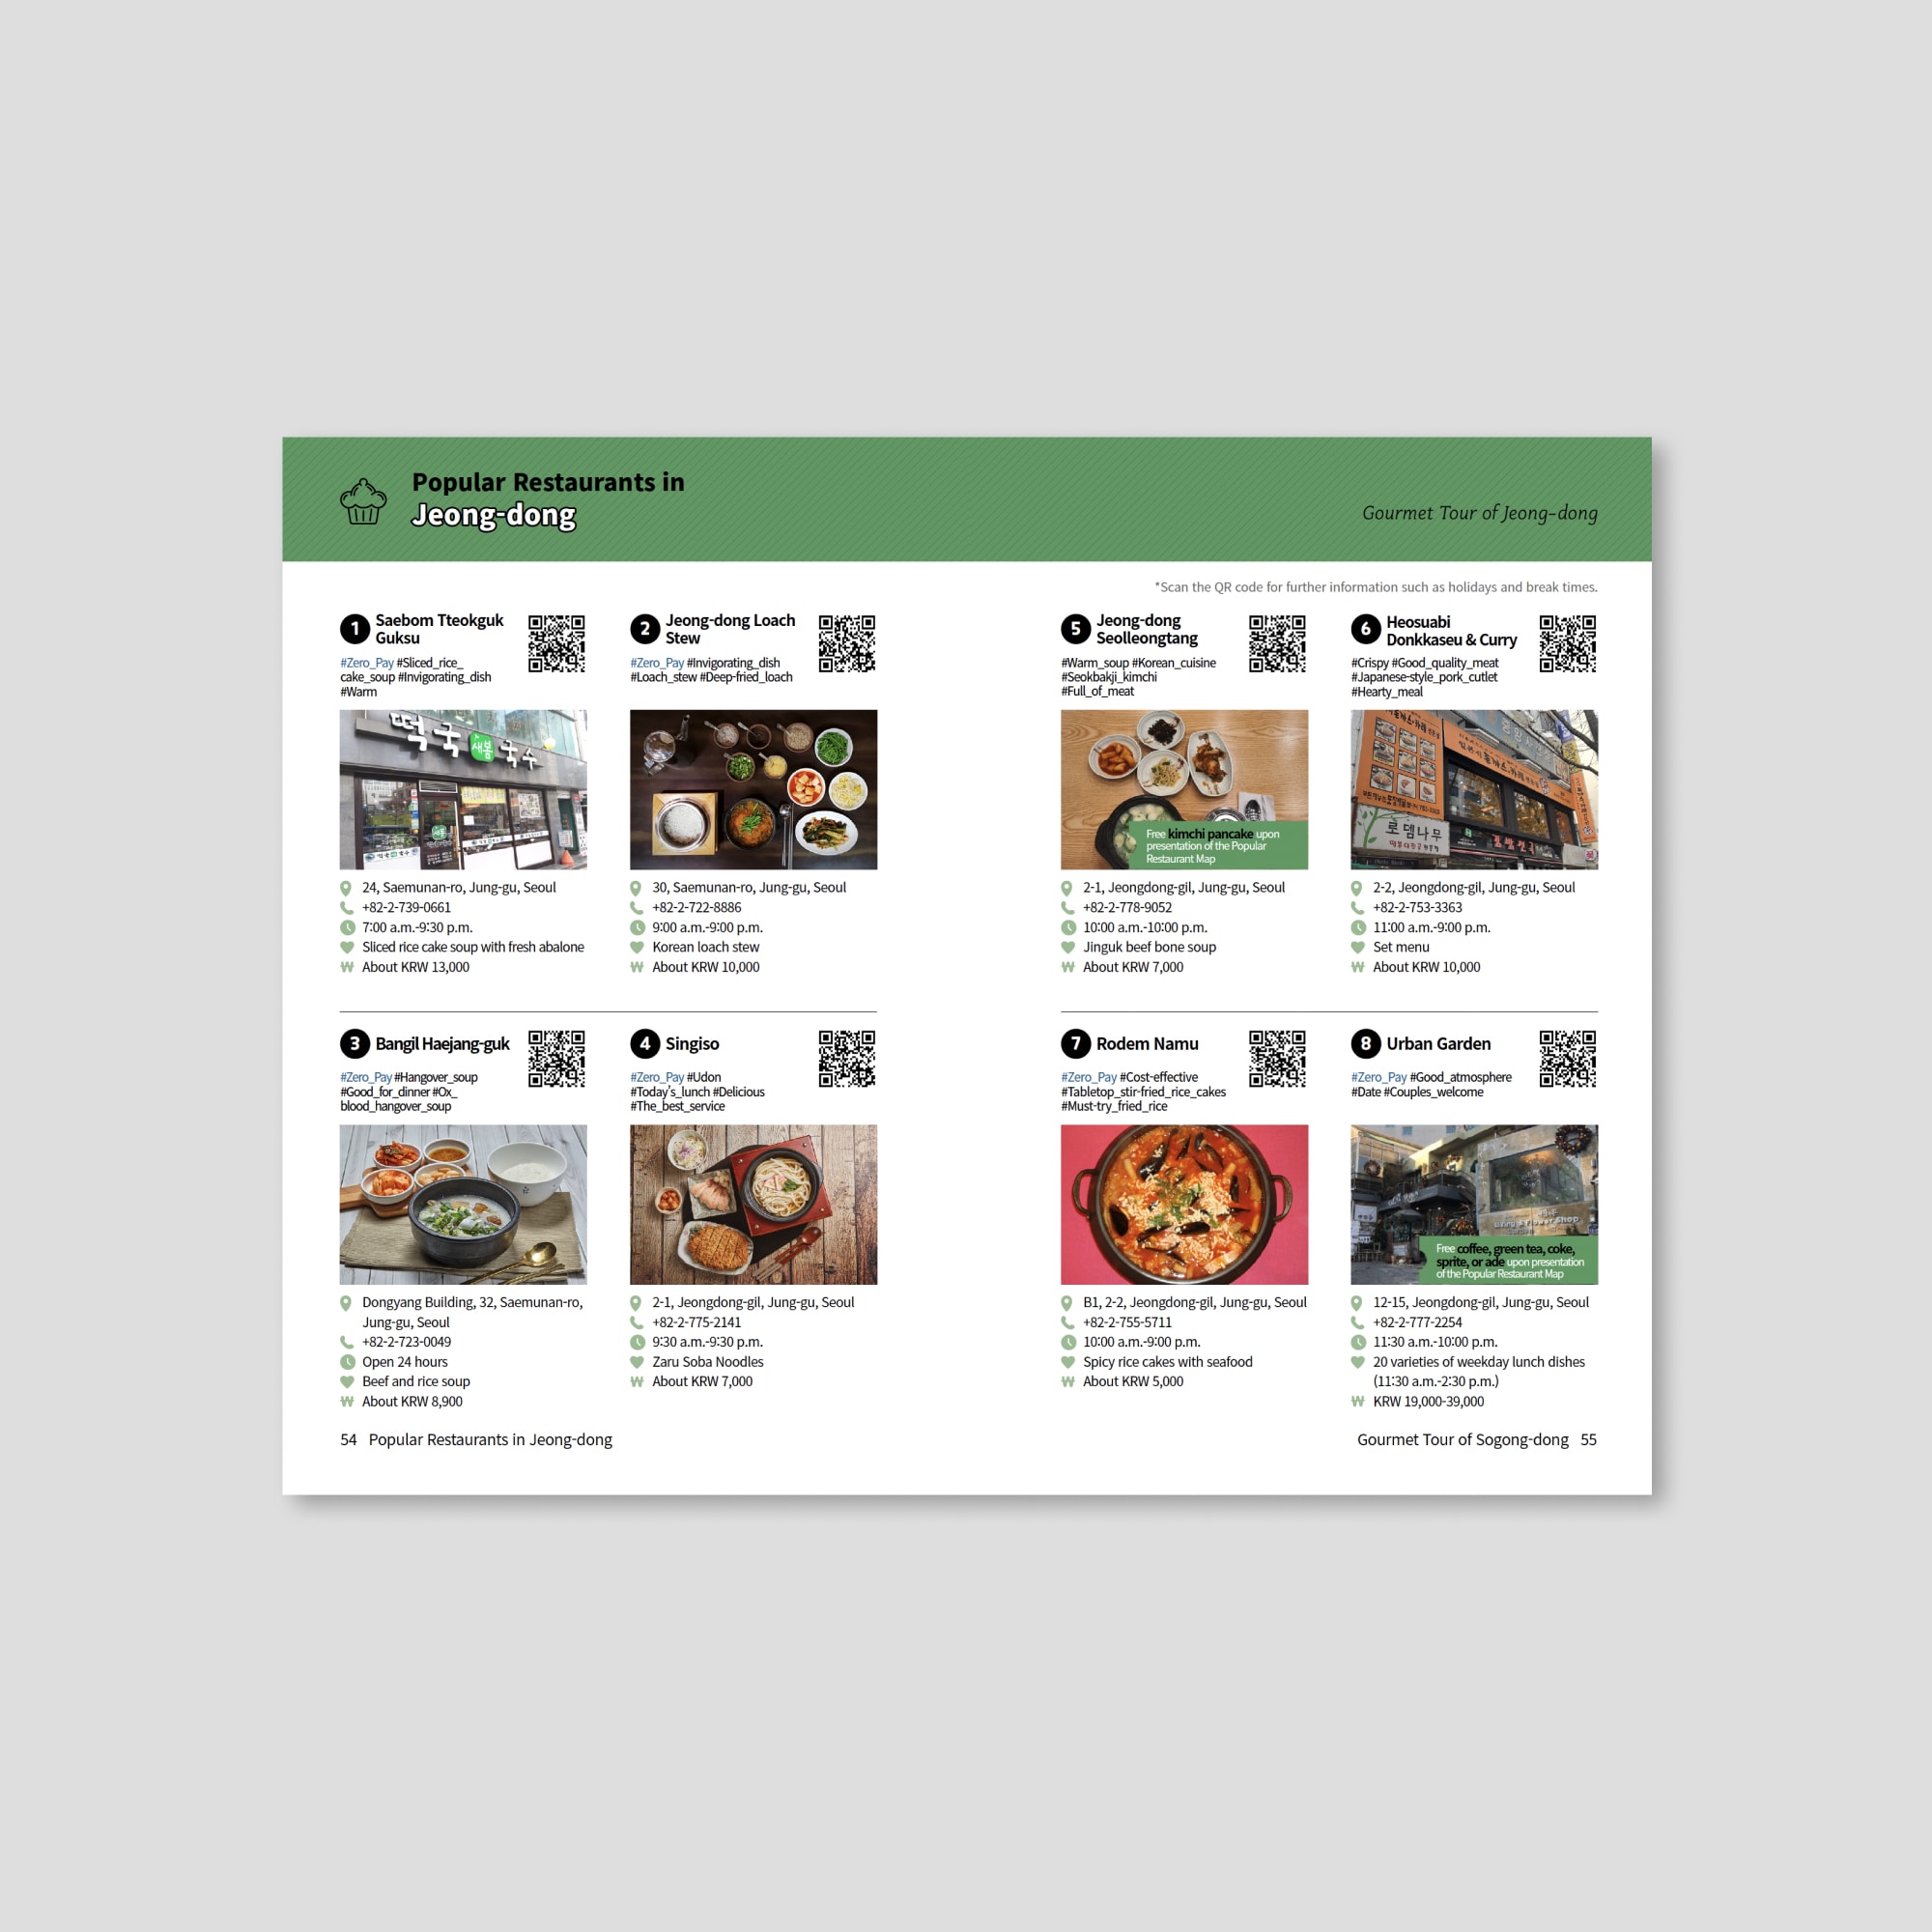 Popular Restaurants in
Jeong-dong
Gourmet Tour of Jeong-dong
*Scan the QR code for further information such as holidays and break times.
1 Saebom Tteokguk
Guksu
#Zero_Pay #Sliced_rice_
cake_soup #Invigorating_dish
#Warm
떡국 새봄 국수
24, Saemunan-ro, Jung-gu, Seoul
+82-2-739-0661
7:00 a.m.-9:30 p.m.
Sliced rice cake soup with fresh abalone
₩ About KRW 13,000
2 Jeong-dong Loach
Stew
#Zero_Pay #Invigorating_dish
#Loach_stew #Deep-fried_loach
30, Saemunan-ro, Jung-gu, Seoul
+82-2-722-8886
9:00 a.m.-9:00 p.m.
Korean loach stew
₩ About KRW 10,000
3 Bangil Haejang-guk
#Zero_Pay #Hangover_soup
#Good_for_dinner #Ox_
blood_hangover_soup
Dongyang Building, 32, Saemunan-ro,
Jung-gu, Seoul
+82-2-723-0049
Open 24 hours
Beef and rice soup
₩ About KRW 8,900
4 Singiso
#Zero_Pay #Udon
#Today's_lunch #Delicious
#The_best_service
2-1, Jeongdong-gil, Jung-gu, Seoul
+82-2-775-2141
9:30 a.m.-9:30 p.m.
Zaru Soba Noodles
₩ About KRW 7,000
5 Jeong-dong
Seolleongtang
#Warm_soup #Korean_cuisine
#Seokbakji_kimchi
#Full_of_meat
Free kimchi pancake upon
presentation of the Popular
Restaurant Map
2-1, Jeongdong-gil, Jung-gu, Seoul
+82-2-778-9052
10:00 a.m.-10:00 p.m.
Jinguk beef bone soup
₩ About KRW 7,000
6 Heosuabi
Donkkaseu & Curry
#Crispy #Good_quality_meat
#Japanese-style_pork_cutlet
#Hearty_meal
로뎀나무
2-2, Jeongdong-gil, Jung-gu, Seoul
+82-2-753-3363
11:00 a.m.-9:00 p.m.
Set menu
₩ About KRW 10,000
7 Rodem Namu
#Zero_Pay #Cost-effective
#Tabletop_stir-fried_rice_cakes
#Must-try_fried_rice
B1, 2-2, Jeongdong-gil, Jung-gu, Seoul
+82-2-755-5711
10:00 a.m.-9:00 p.m.
Spicy rice cakes with seafood
₩ About KRW 5,000
8 Urban Garden
#Zero_Pay #Good_atmosphere
#Date #Couples_welcome
Free coffee, green tea, coke,
sprite, or ade upon presentation
of the Popular Restaurant Map
12-15, Jeongdong-gil, Jung-gu, Seoul
+82-2-777-2254
11:30 a.m.-10:00 p.m.
20 varieties of weekday lunch dishes
(11:30 a.m.-2:30 p.m.)
₩ KRW 19,000-39,000
54 Popular Restaurants in Jeong-dong
Gourmet Tour of Sogong-dong 55